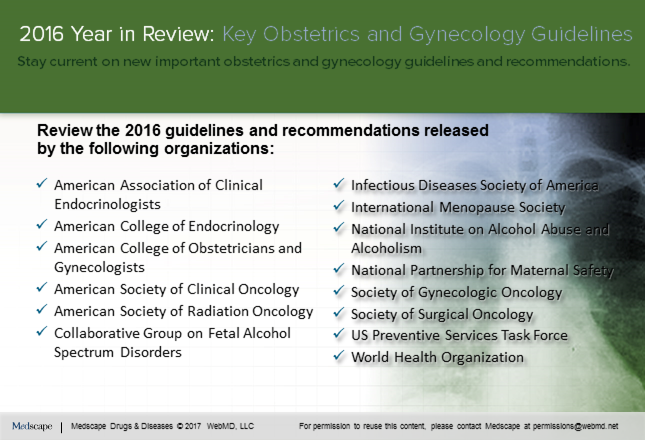 2016 Year in Review: Key Obstetrics and Gynecology Guidelines
Stay current on new important obstetrics and gynecology guidelines and recommendations.
Review the 2016 guidelines and recommendations released
by the following organizations:
✓ American Association of Clinical
Endocrinologists
✓ American College of Endocrinology
✓ American College of Obstetricians and
Gynecologists
✓ American Society of Clinical Oncology
✓ American Society of Radiation Oncology
✓ Collaborative Group on Fetal Alcohol
Spectrum Disorders
✓ Infectious Diseases Society of America
✓ International Menopause Society
✓ National Institute on Alcohol Abuse and
Alcoholism
✓ National Partnership for Maternal Safety
✓ Society of Gynecologic Oncology
✓ Society of Surgical Oncology
✓ US Preventive Services Task Force
✓ World Health Organization
Medscape | Medscape Drugs & Diseases © 2017 WebMD, LLC For permission to reuse this content, please contact Medscape at permissions@webmd.net